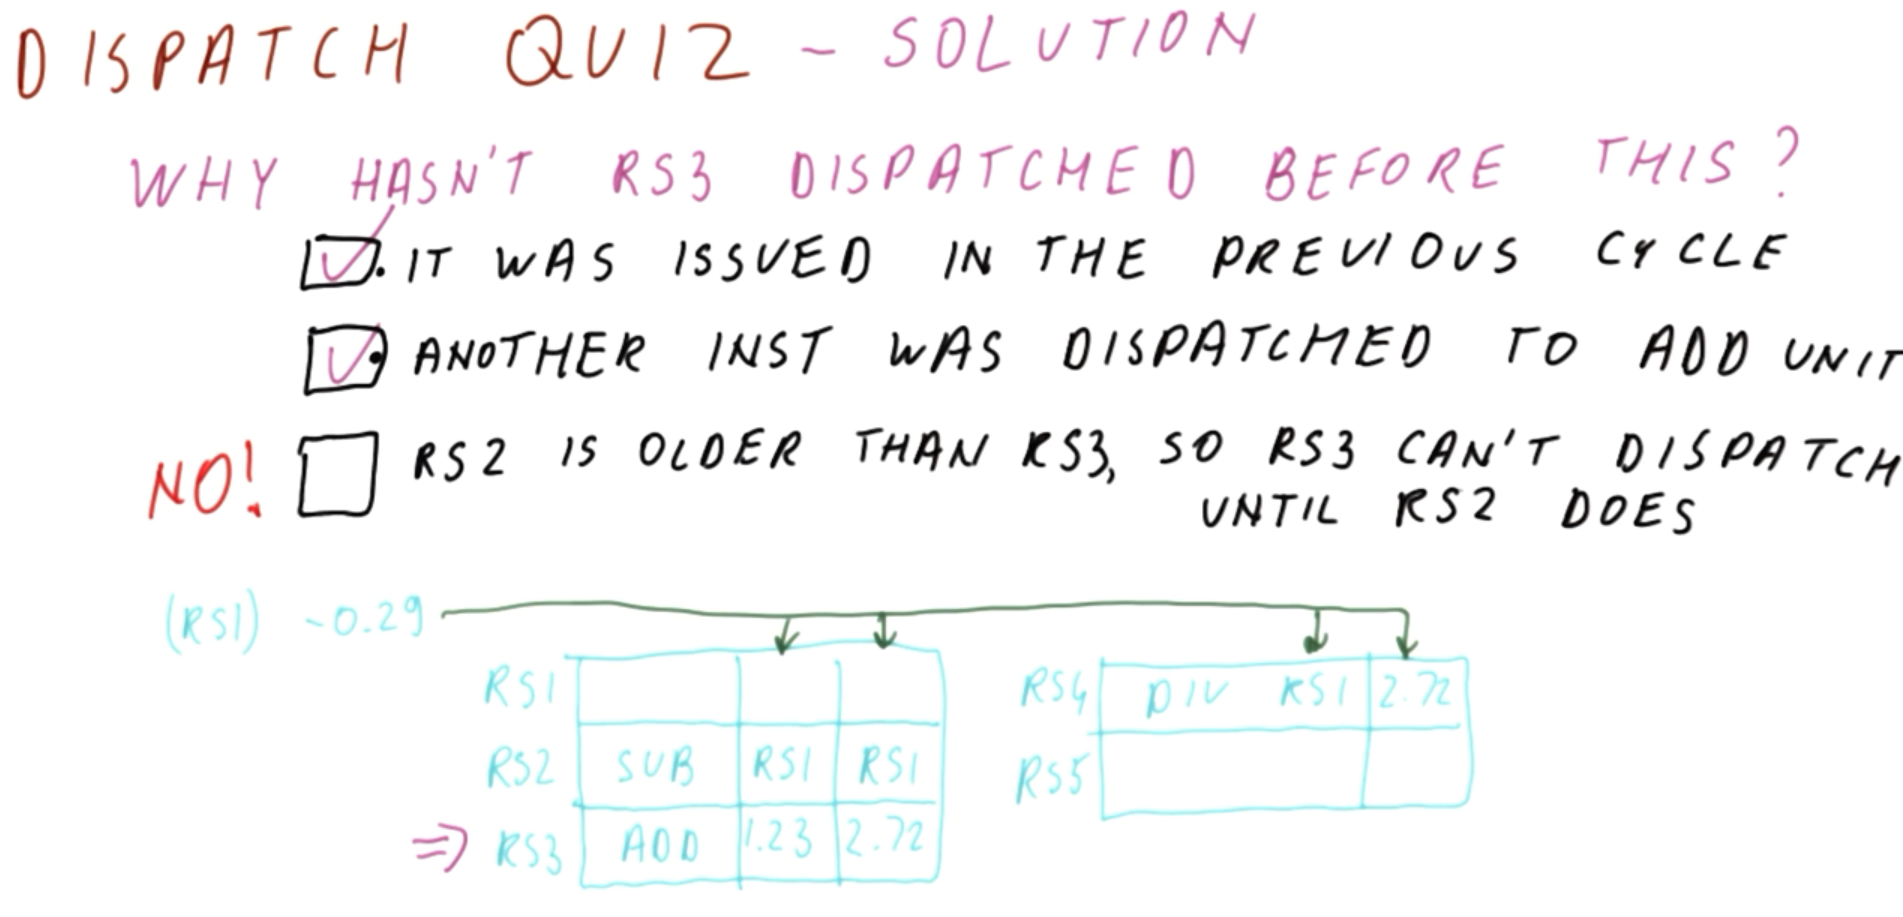 DISPATCH QUIZ - SOLUTION
WHY HASN'T RS3 DISPATCHED BEFORE THIS?
IT WAS ISSUED IN THE PREVIOUS CYCLE
ANOTHER INST WAS DISPATCHED TO ADD UNIT
NO! RS2 IS OLDER THAN RS3, SO RS3 CAN'T DISPATCH
UNTIL RS2 DOES
(RS1) -0.29
RS1 RS4 DIV RS1 2.72
RS2 SUB RS1 RS1 RS5
=> RS3 ADD 1.23 2.72